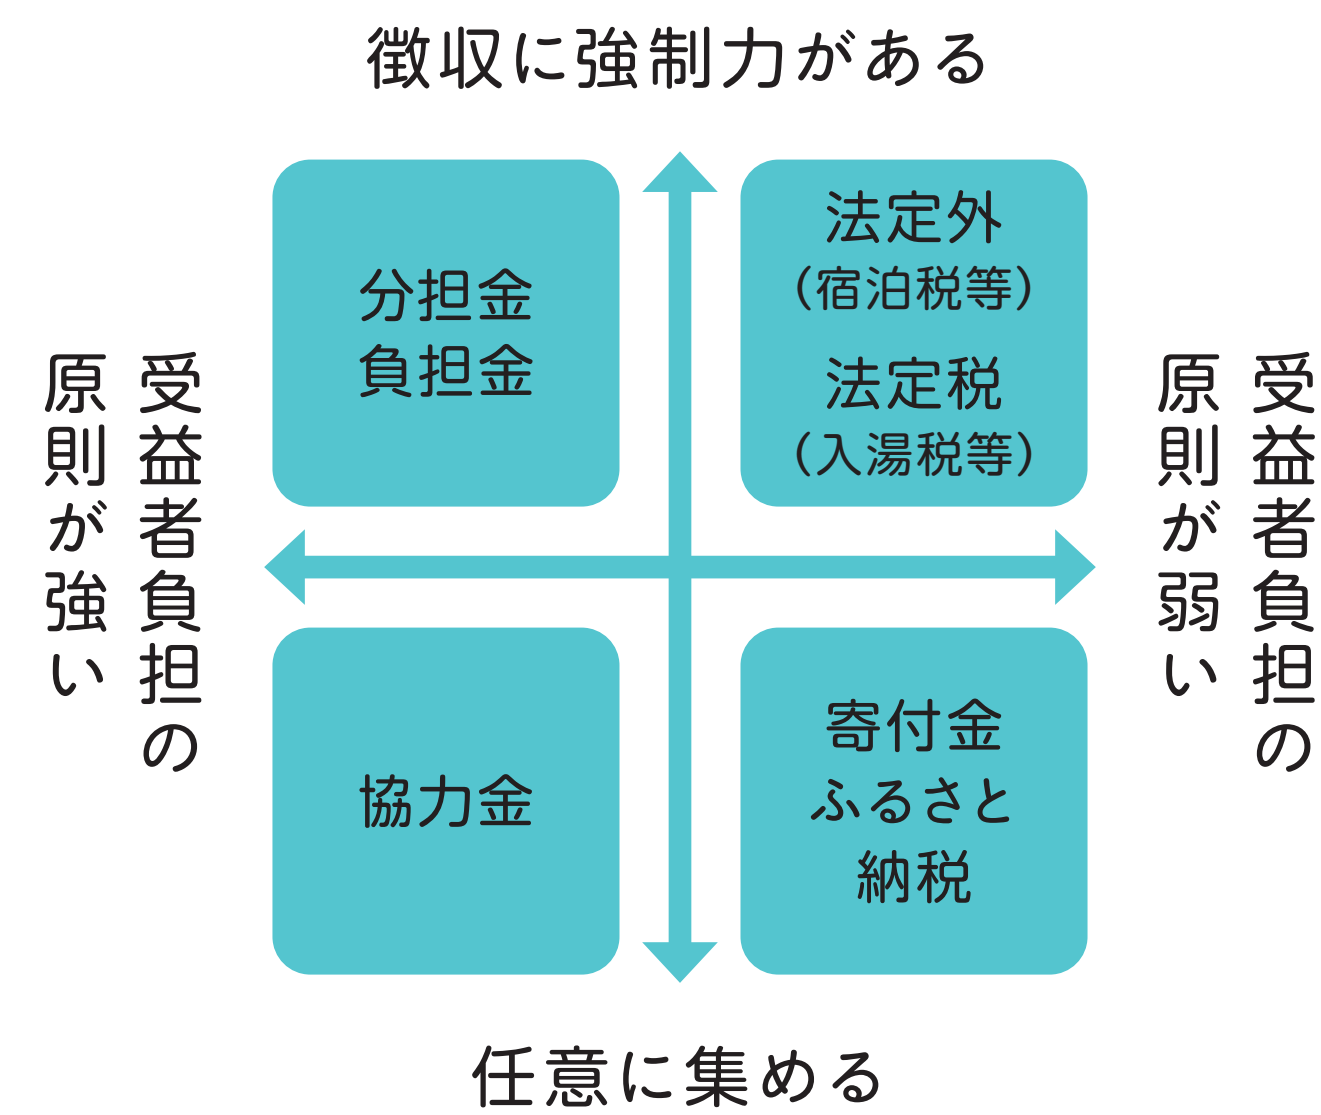 徴収に強制力がある
受益者負担の
原則が強い
分担金
負担金
法定外
（宿泊税等）
法定税
（入湯税等）
受益者負担の
原則が弱い
協力金
寄付金
ふるさと
納税
任意に集める